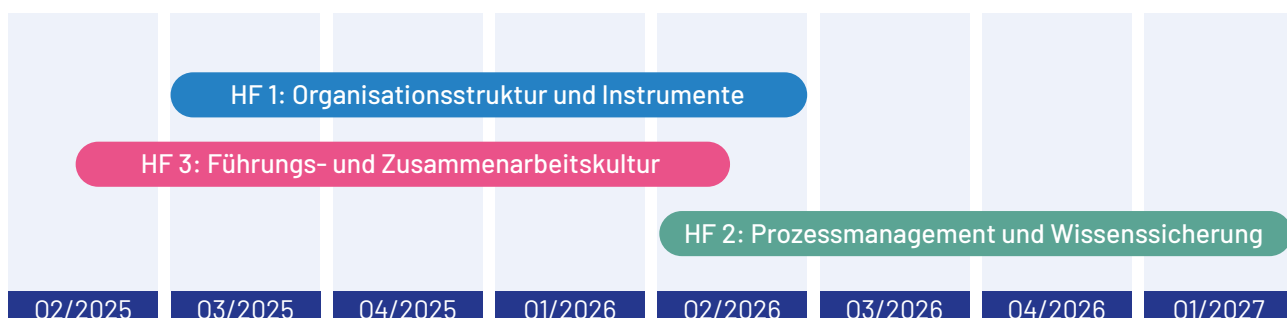 HF 1: Organisationsstruktur und Instrumente
HF 3: Führungs- und Zusammenarbeitskultur
HF 2: Prozessmanagement und Wissenssicherung
Q2/2025 Q3/2025 Q4/2025 Q1/2026 Q2/2026 Q3/2026 Q4/2026 Q1/2027